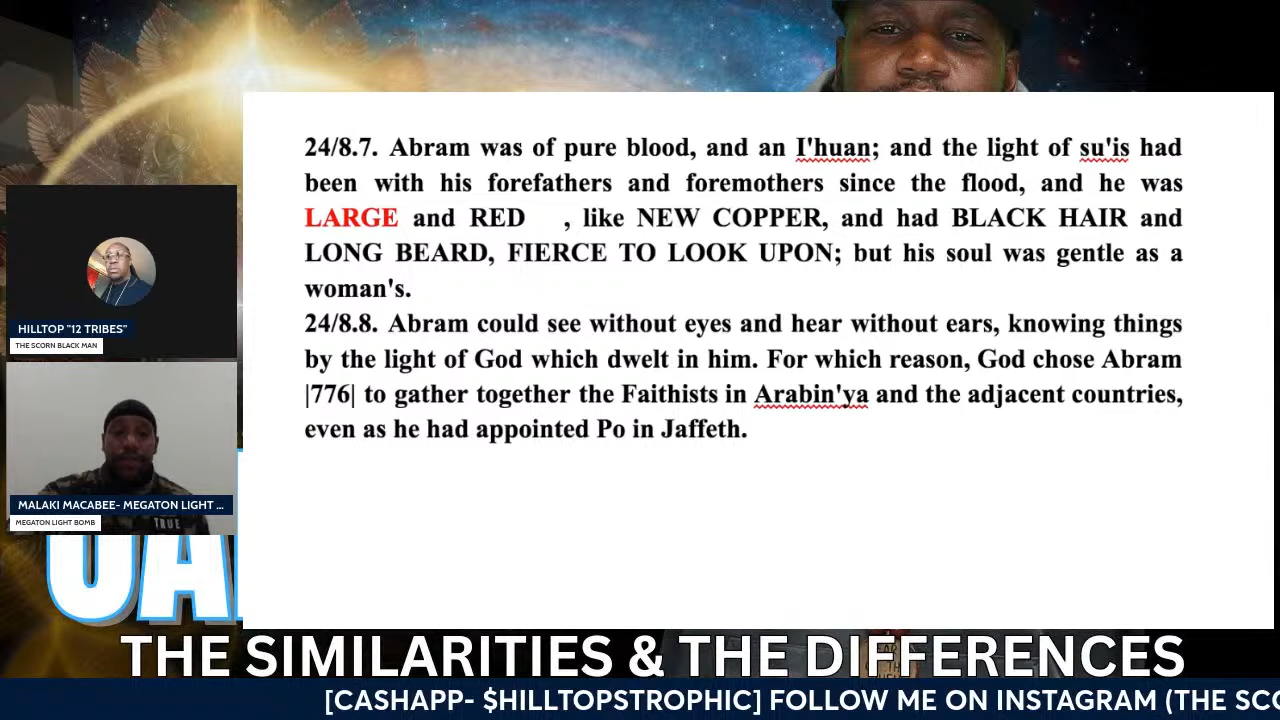 24/8.7. Abram was of pure blood, and an I'huan; and the light of su'is had
been with his forefathers and foremothers since the flood, and he was
LARGE and RED , like NEW COPPER, and had BLACK HAIR and
LONG BEARD, FIERCE TO LOOK UPON; but his soul was gentle as a
woman's.
24/8.8. Abram could see without eyes and hear without ears, knowing things
by the light of God which dwelt in him. For which reason, God chose Abram
|776| to gather together the Faithists in Arabin'ya and the adjacent countries,
even as he had appointed Po in Jaffeth.
HILLTOP "12 TRIBES"
THE SCORN BLACK MAN
MALAKI MACABEE- MEGATON LIGHT ...
MEGATON LIGHT BOMB
TRUE
THE SIMILARITIES & THE DIFFERENCES
[CASHAPP- $HILLTOPSTROPHIC] FOLLOW ME ON INSTAGRAM (THE SCO